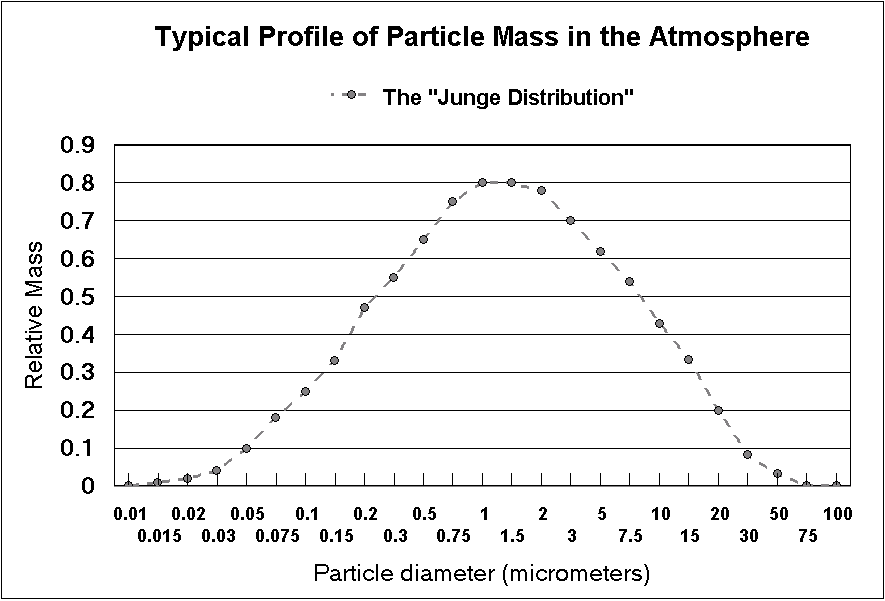 Typical Profile of Particle Mass in the Atmosphere
The "Junge Distribution"
0.9
0.8
0.7
0.6
0.5
0.4
0.3
0.2
0.1
0
Relative Mass
0.01 0.02 0.05 0.1 0.2 0.5 1 2 5 10 20 50 100
0.015 0.03 0.075 0.15 0.3 0.75 1.5 3 7.5 15 30 75
Particle diameter (micrometers)